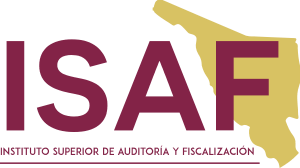 ISAF
INSTITUTO SUPERIOR DE AUDITORÍA Y FISCALIZACIÓN